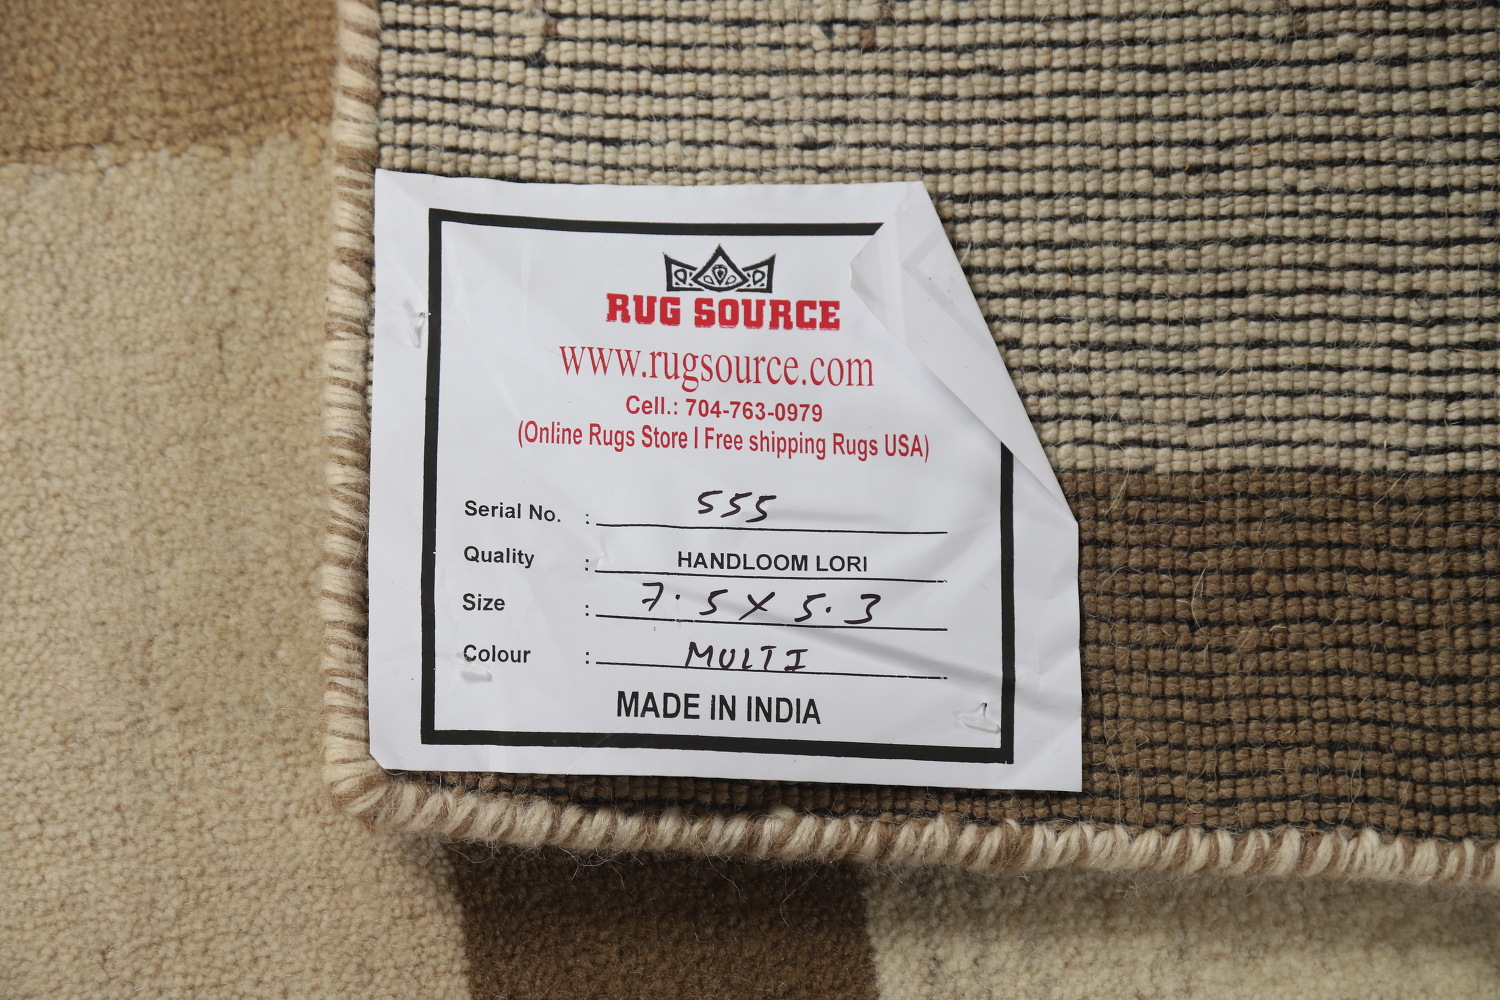 RUG SOURCE
www.rugsource.com
Cell.: 704-763-0979
(Online Rugs Store I Free shipping Rugs USA)
Serial No. : 555
Quality : HANDLOOM LORI
Size : 7.5 X 5.3
Colour : MULTI
MADE IN INDIA